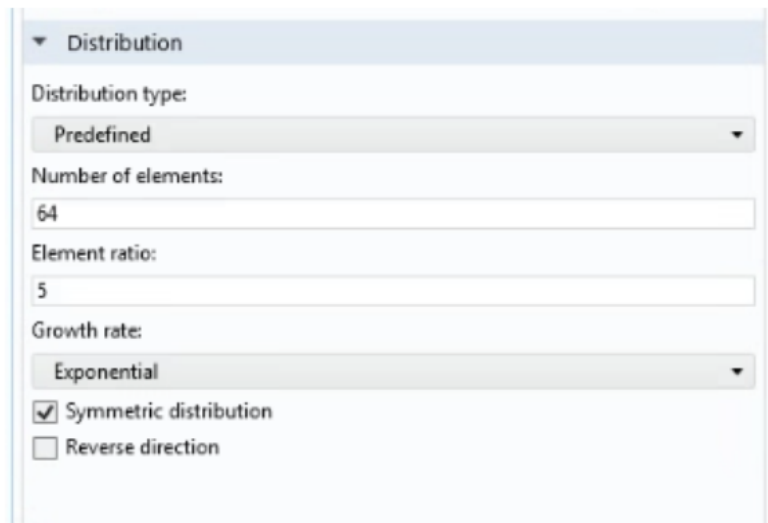 Distribution
Distribution type:
Predefined
Number of elements:
64
Element ratio:
5
Growth rate:
Exponential
Symmetric distribution
Reverse direction